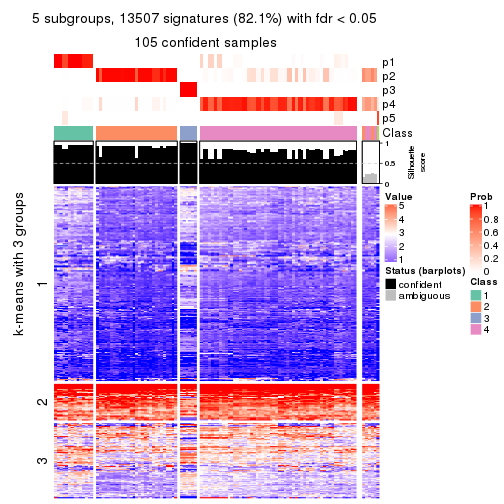 5 subgroups, 13507 signatures (82.1%) with fdr < 0.05
105 confident samples
p1
p2
p3
p4
p5
Class
1
0.5
0
Silhouette
score
k-means with 3 groups
1
2
3
Value
5
4
3
2
1
Status (barplots)
confident
ambiguous
Prob
1
0.8
0.6
0.4
0.2
0
Class
1
2
3
4